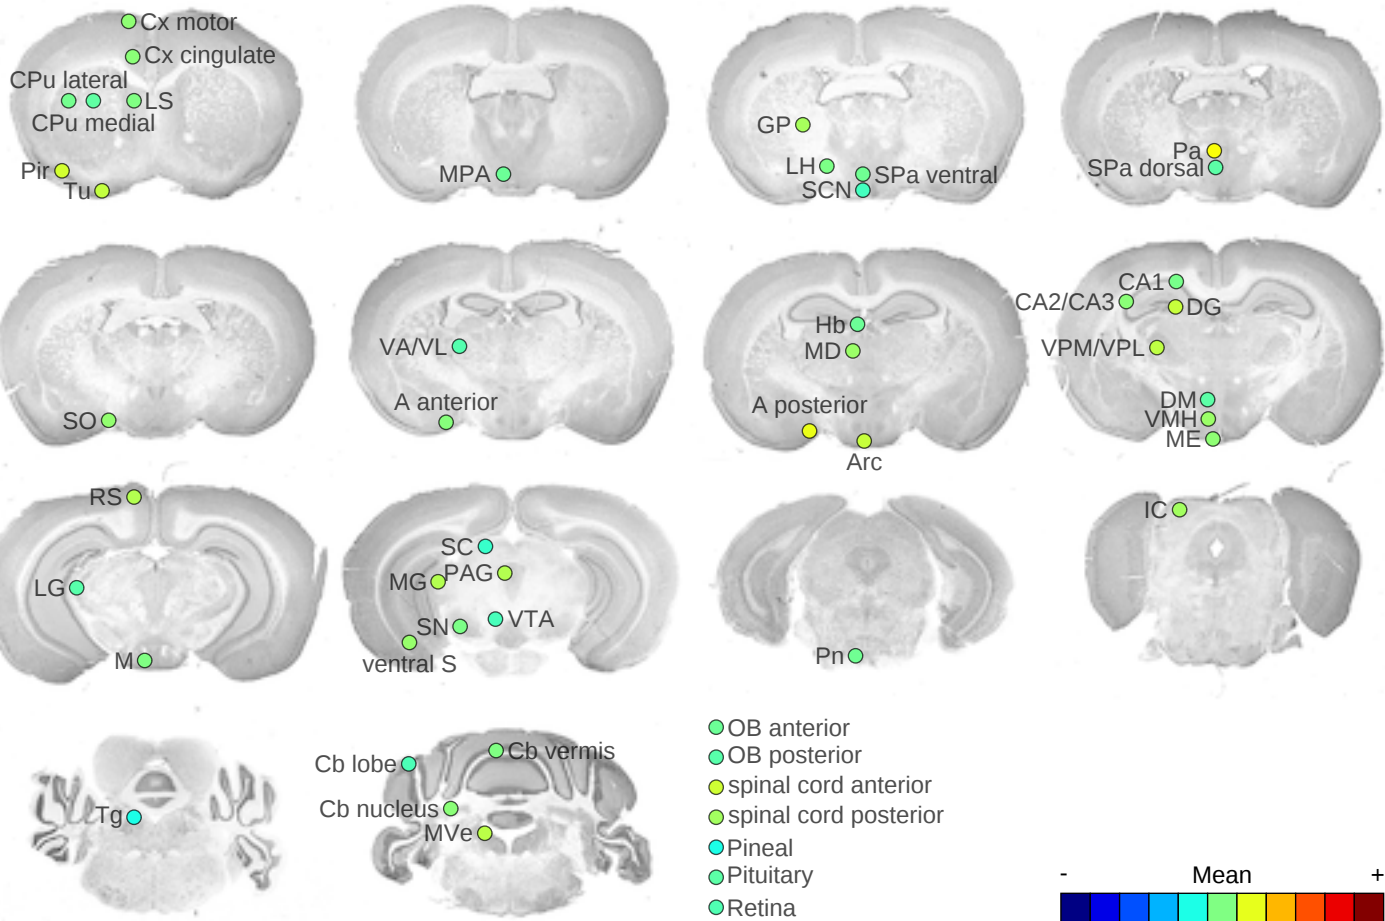 Cx motor
Cx cingulate
CPu lateral
LS
CPu medial
Pir
Tu
MPA
GP
LH
SPa ventral
SCN
Pa
SPa dorsal
SO
VA/VL
A anterior
Hb
MD
A posterior
Arc
CA1
CA2/CA3
DG
VPM/VPL
DM
VMH
ME
RS
LG
M
SC
MG
PAG
SN
VTA
ventral S
Pn
IC
Tg
Cb lobe
Cb vermis
Cb nucleus
MVe
OB anterior
OB posterior
spinal cord anterior
spinal cord posterior
Pineal
Pituitary
Retina
- Mean +